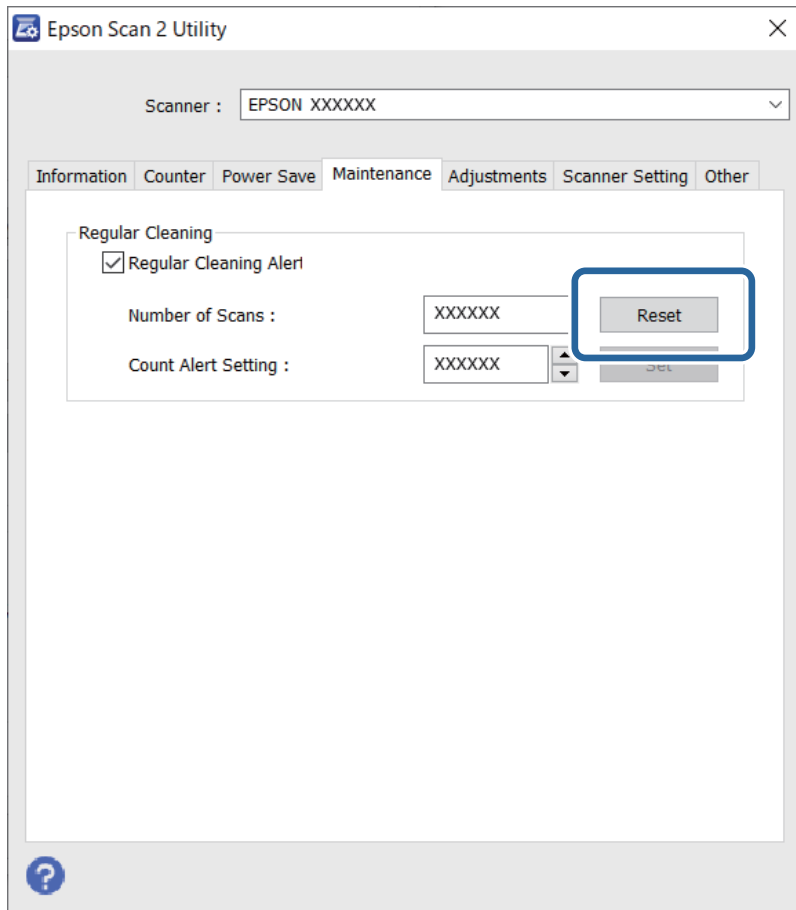 Epson Scan 2 Utility
Scanner : EPSON XXXXXX
Information Counter Power Save Maintenance Adjustments Scanner Setting Other
Regular Cleaning
Regular Cleaning Alert
Number of Scans : XXXXXX Reset
Count Alert Setting : XXXXXX Set
?